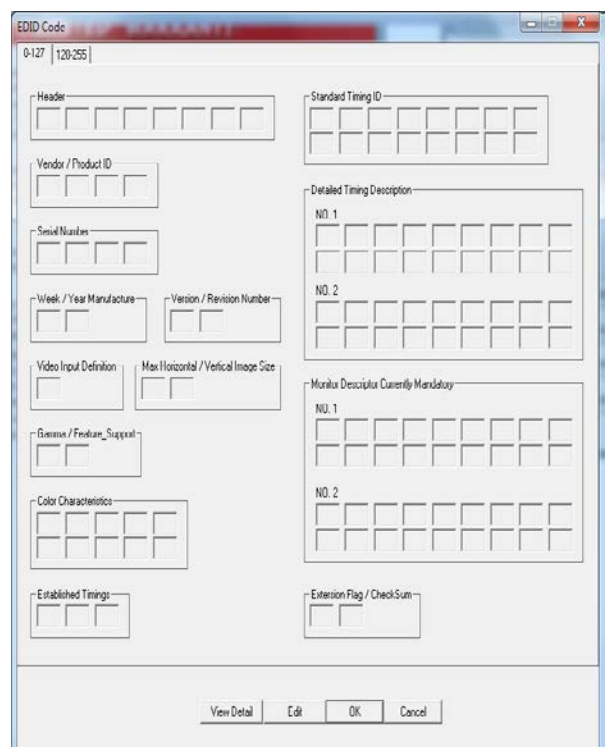 EDID Code
0-127
120-255
Header
Vendor / Product ID
Serial Number
Week / Year Manufacture
Version / Revision Number
Video Input Definition
Max Horizontal / Vertical Image Size
Gamma / Feature_Support
Color Characteristics
Established Timings
Standard Timing ID
Detailed Timing Description
NO. 1
NO. 2
Monitor Descriptor Currently Mandatory
NO. 1
NO. 2
Extersion Flag / CheckSum
View Detail
Edit
OK
Cancel